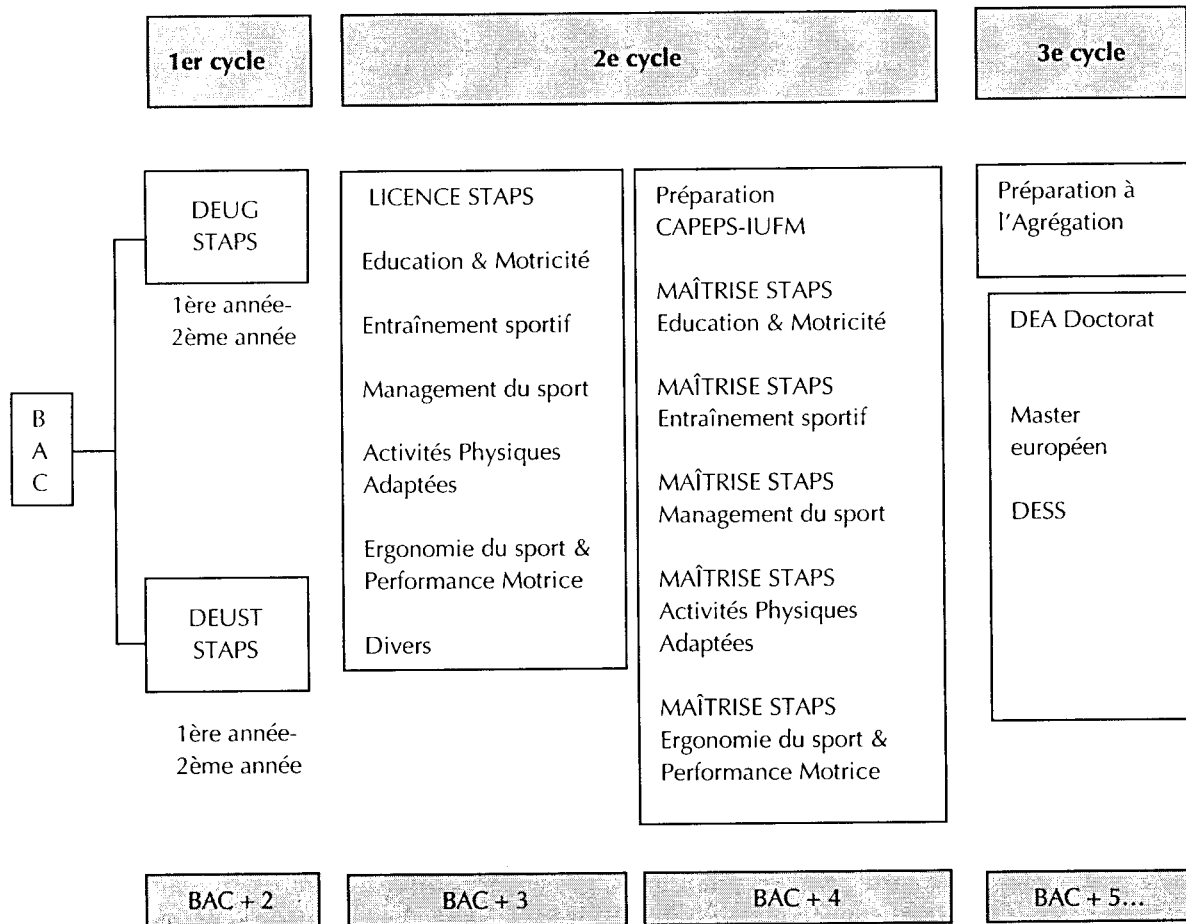 1er cycle
2e cycle
3e cycle
DEUG
STAPS
1ère année-
2ème année
B
A
C
DEUST
STAPS
1ère année-
2ème année
LICENCE STAPS
Education & Motricité
Entraînement sportif
Management du sport
Activités Physiques
Adaptées
Ergonomie du sport &
Performance Motrice
Divers
Préparation
CAPEPS-IUFM
MAÎTRISE STAPS
Education & Motricité
MAÎTRISE STAPS
Entraînement sportif
MAÎTRISE STAPS
Management du sport
MAÎTRISE STAPS
Activités Physiques
Adaptées
MAÎTRISE STAPS
Ergonomie du sport &
Performance Motrice
Préparation à
l'Agrégation
DEA Doctorat
Master
européen
DESS
BAC + 2
BAC + 3
BAC + 4
BAC + 5...